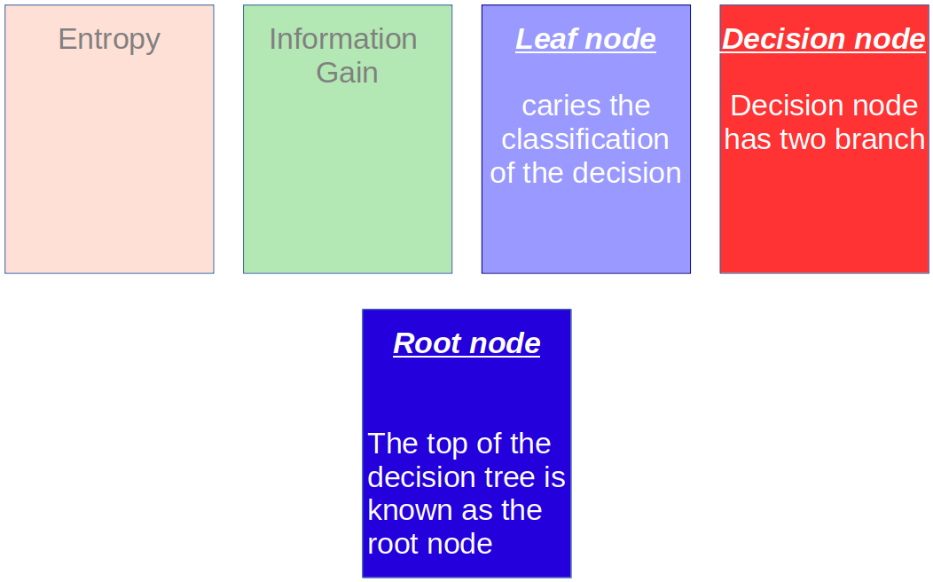 Entropy
Information
Gain
Leaf node
caries the
classification
of the decision
Decision node
Decision node
has two branch
Root node
The top of the
decision tree is
known as the
root node